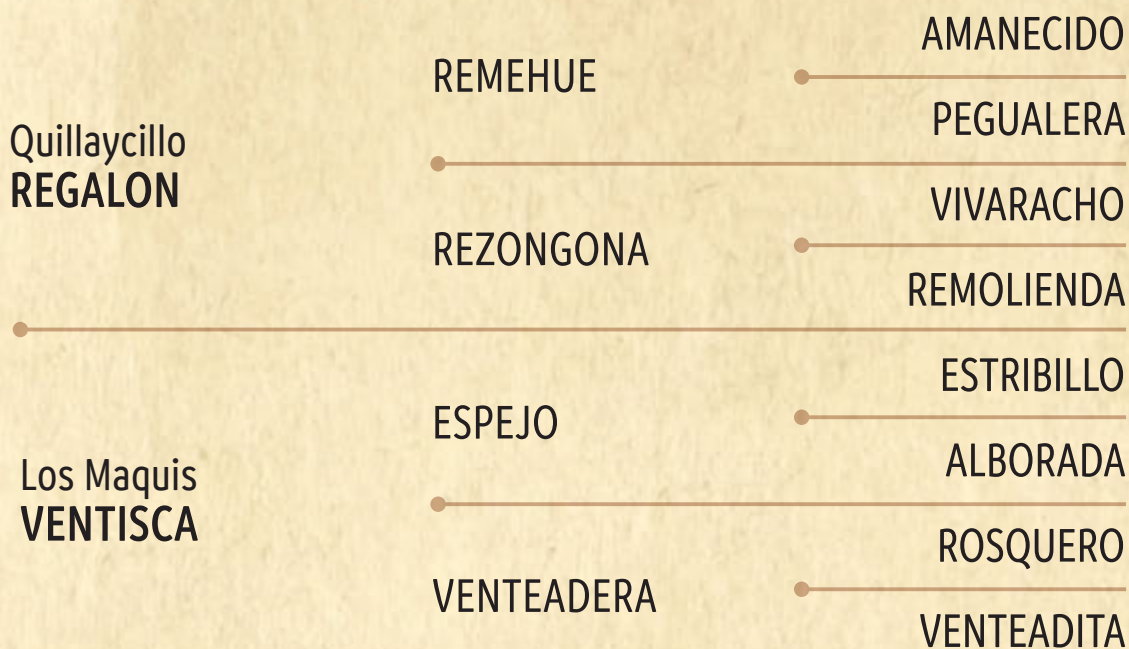 AMANECIDO
REMEHUE
PEGUALERA
Quillaycillo
REGALON
VIVARACHO
REZONGONA
REMOLIENDA
ESTRIBILLO
ESPEJO
ALBORADA
Los Maquis
VENTISCA
ROSQUERO
VENTEADERA
VENTEADITA